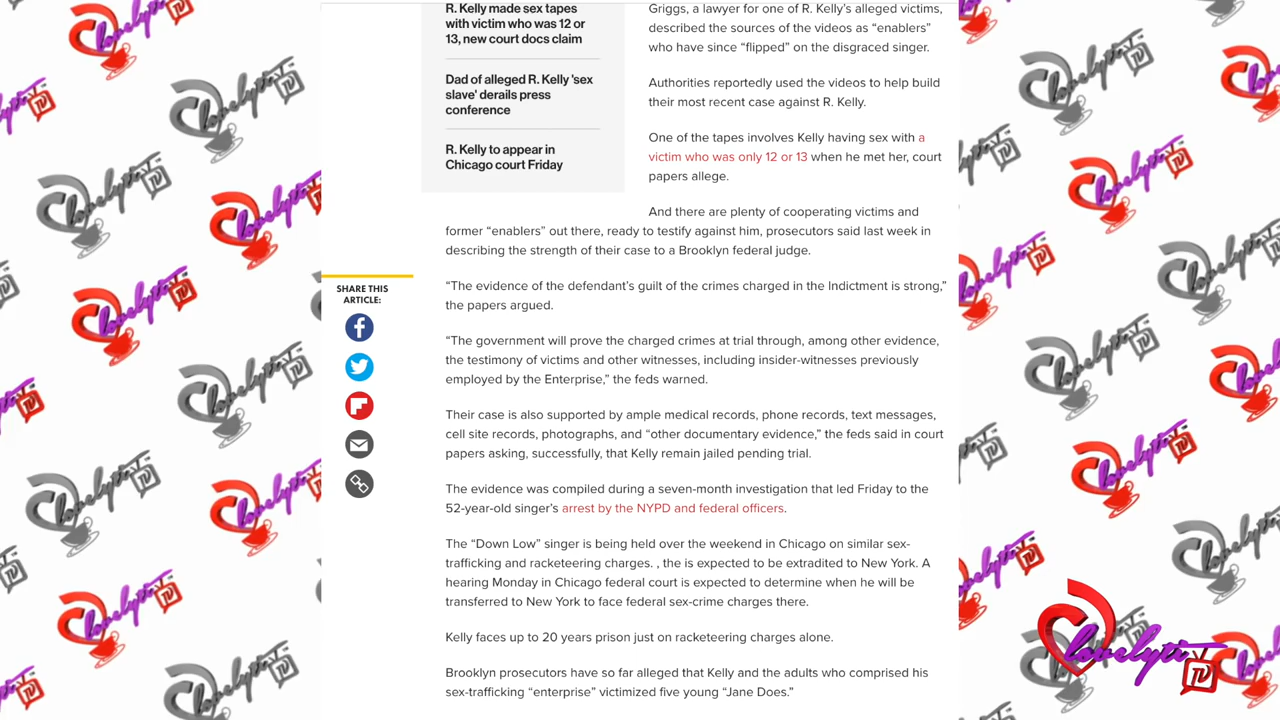 R. Kelly made sex tapes
with victim who was 12 or
13, new court docs claim
Dad of alleged R. Kelly 'sex
slave' derails press
conference
R. Kelly to appear in
Chicago court Friday
Griggs, a lawyer for one of R. Kelly's alleged victims,
described the sources of the videos as “enablers”
who have since “flipped” on the disgraced singer.
Authorities reportedly used the videos to help build
their most recent case against R. Kelly.
One of the tapes involves Kelly having sex with a
victim who was only 12 or 13 when he met her, court
papers allege.
And there are plenty of cooperating victims and
former “enablers” out there, ready to testify against him, prosecutors said last week in
describing the strength of their case to a Brooklyn federal judge.
“The evidence of the defendant's guilt of the crimes charged in the Indictment is strong,”
the papers argued.
“The government will prove the charged crimes at trial through, among other evidence,
the testimony of victims and other witnesses, including insider-witnesses previously
employed by the Enterprise,” the feds warned.
Their case is also supported by ample medical records, phone records, text messages,
cell site records, photographs, and “other documentary evidence,” the feds said in court
papers asking, successfully, that Kelly remain jailed pending trial.
The evidence was compiled during a seven-month investigation that led Friday to the
52-year-old singer's arrest by the NYPD and federal officers.
The “Down Low” singer is being held over the weekend in Chicago on similar sex-
trafficking and racketeering charges. , the is expected to be extradited to New York. A
hearing Monday in Chicago federal court is expected to determine when he will be
transferred to New York to face federal sex-crime charges there.
Kelly faces up to 20 years prison just on racketeering charges alone.
Brooklyn prosecutors have so far alleged that Kelly and the adults who comprised his
sex-trafficking “enterprise” victimized five young “Jane Does.”
SHARE THIS
ARTICLE:
lovelyti TV